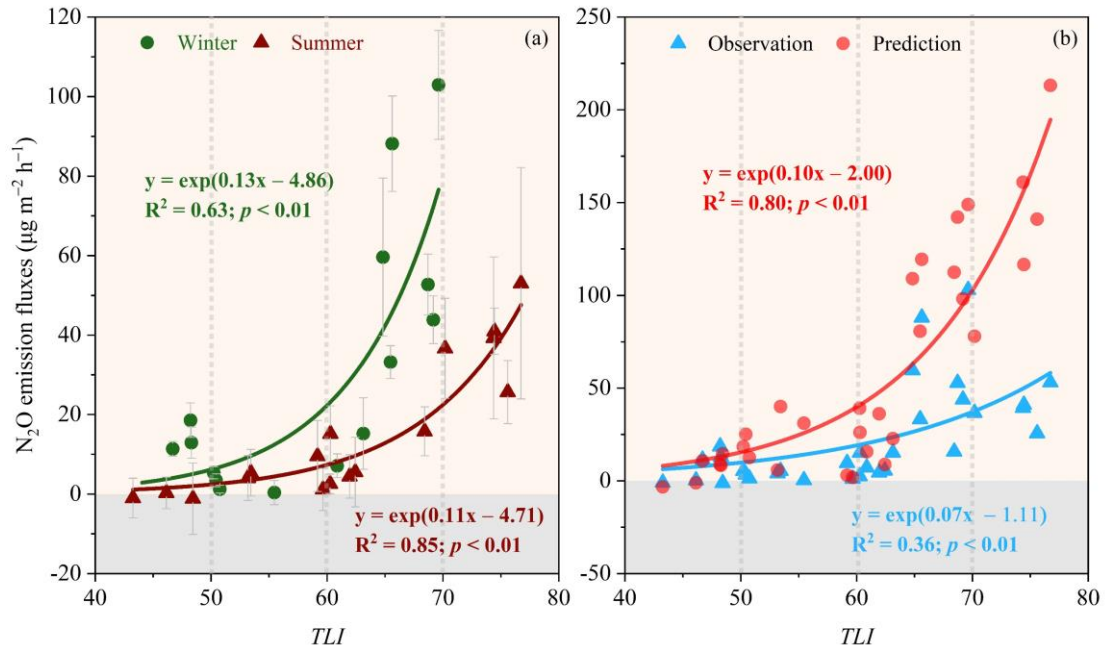 N₂O emission fluxes (μg m⁻² h⁻¹)
120
100
80
60
40
20
0
-20
Winter
Summer
(a)
y = exp(0.13x – 4.86)
R² = 0.63; p < 0.01
y = exp(0.11x – 4.71)
R² = 0.85; p < 0.01
40
50
60
70
80
TLI
250
200
150
100
50
0
-50
Observation
Prediction
(b)
y = exp(0.10x – 2.00)
R² = 0.80; p < 0.01
y = exp(0.07x – 1.11)
R² = 0.36; p < 0.01
40
50
60
70
80
TLI